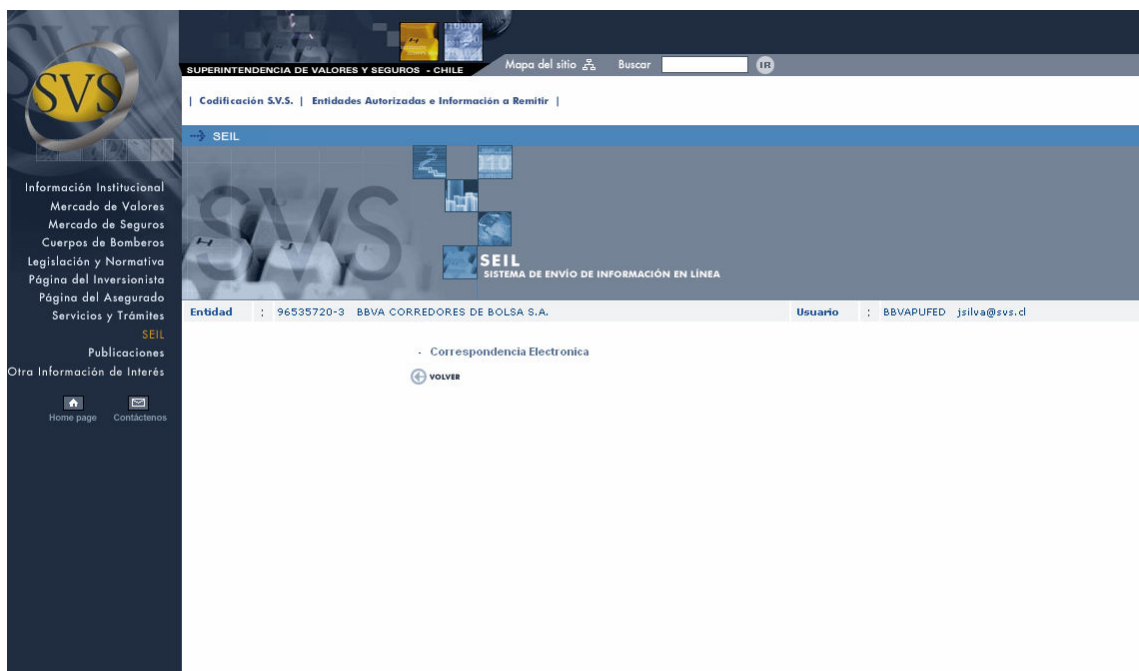 SVS
SUPERINTENDENCIA DE VALORES Y SEGUROS - CHILE
Mapa del sitio Buscar IR
| Codificación S.V.S. | Entidades Autorizadas e Información a Remitir |
SEIL
SVS
SEIL
SISTEMA DE ENVÍO DE INFORMACIÓN EN LÍNEA
Entidad : 96535720-3 BBVA CORREDORES DE BOLSA S.A. Usuario : BBVAPUFED jsilva@svs.cl
- Correspondencia Electronica
VOLVER
Información Institucional
Mercado de Valores
Mercado de Seguros
Cuerpos de Bomberos
Legislación y Normativa
Página del Inversionista
Página del Asegurado
Servicios y Trámites
SEIL
Publicaciones
Otra Información de Interés
Home page Contáctenos